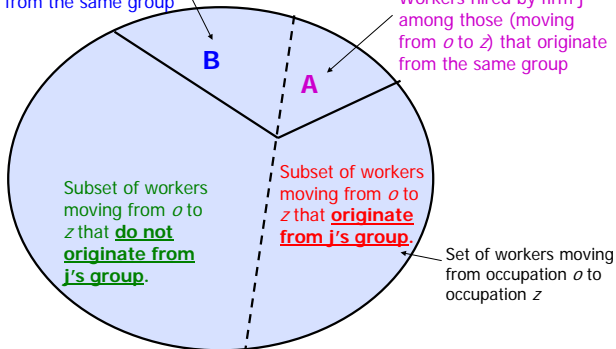 from the same group
Workers hired by firm j
among those (moving
from o to z) that originate
from the same group
B
A
Subset of workers
moving from o to
z that do not
originate from
j's group.
Subset of workers
moving from o to
z that originate
from j's group.
Set of workers moving
from occupation o to
occupation z